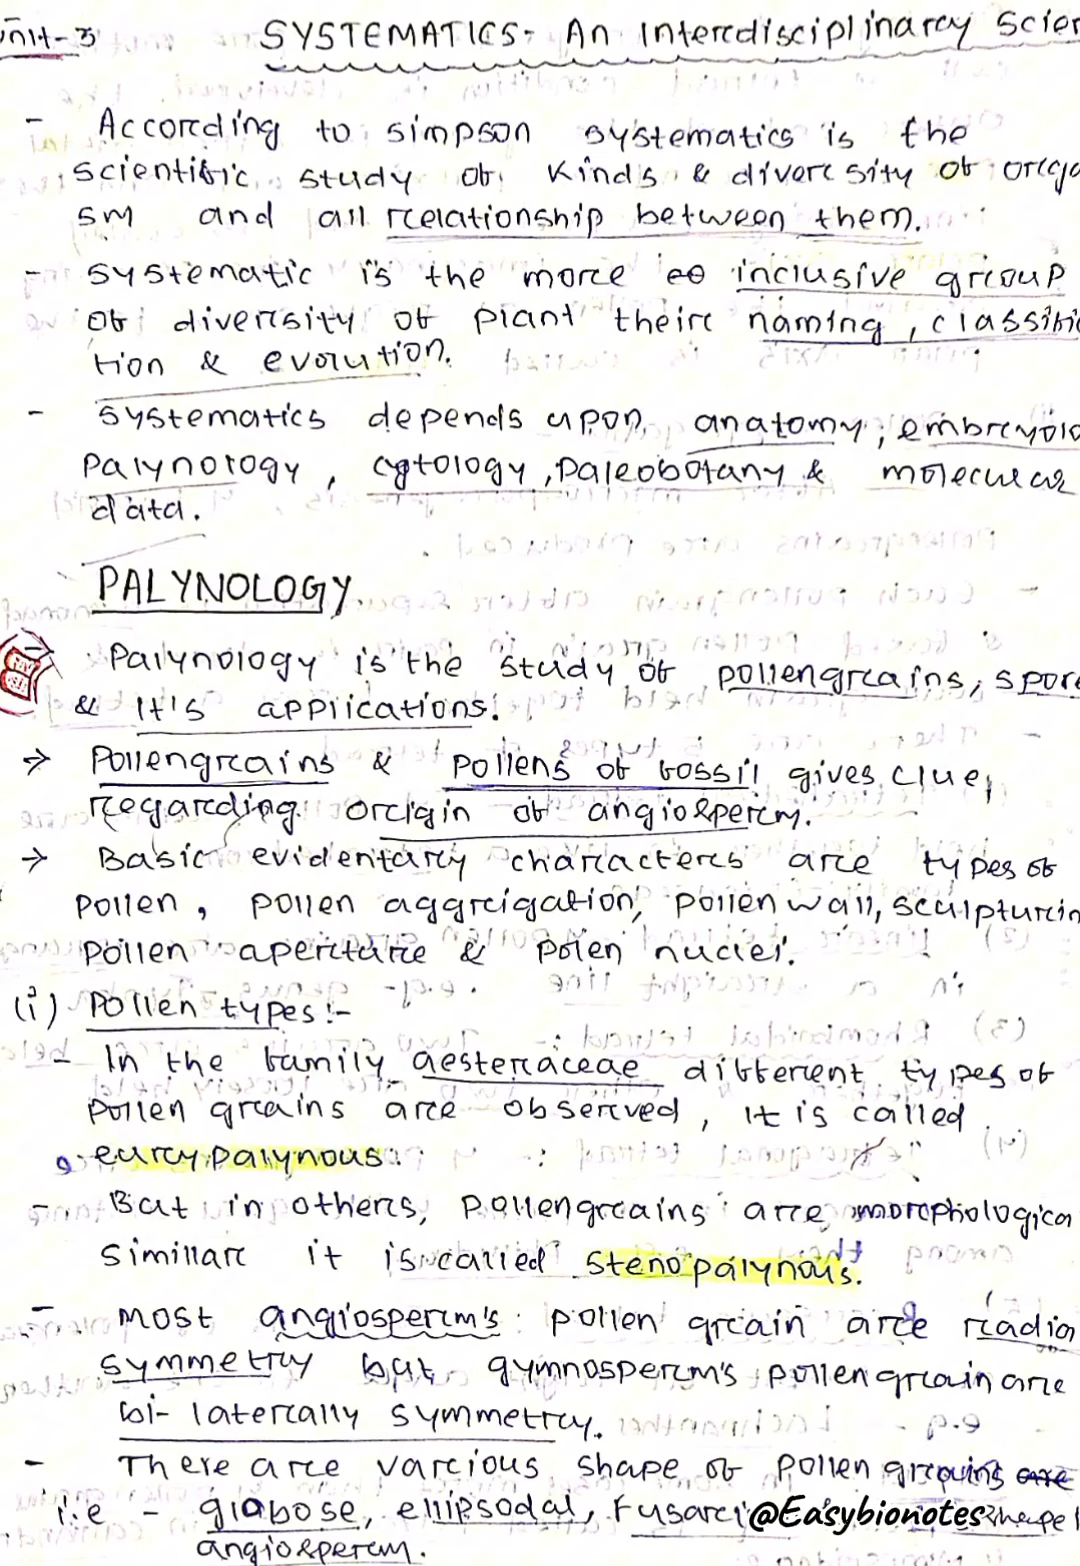 unit-3 SYSTEMATICS- An Interdisciplinary Scien
- According to simpson systematics is the
scientific study of kinds & diversity of orga
sm and all relationship between them.
- Systematic is the more inclusive group
of diversity of plant their naming, classifi
tion & evolution.
- Systematics depends upon anatomy, embryolo
Palynology, cytology, Paleobotany & molecular
data.
PALYNOLOGY
→ Palynology is the study of pollengrains, spore
& It's applications.
→ Pollengrains & Pollens of fossil gives clue,
regarding origin of angiosperm.
→ Basic evidentary characters are types of
pollen, pollen aggrigation, pollen wall, sculpturin
pollen aperture & polen nuclei.
(i) Pollen types:-
- In the family aesteraceae different types of
pollen grains are observed, it is called
eurypalynous.
- But in others, pollengrains are morphologica
simillar it is called Stenopalynous.
- Most angiosperm's pollen grain are radia
symmetry but gymnosperm's pollengrain are
bi-laterally symmetry.
- There are various shape of pollen grains are
i.e - glabose, ellipsodal, Fusar @Easybionotes shape |
angiosperm.